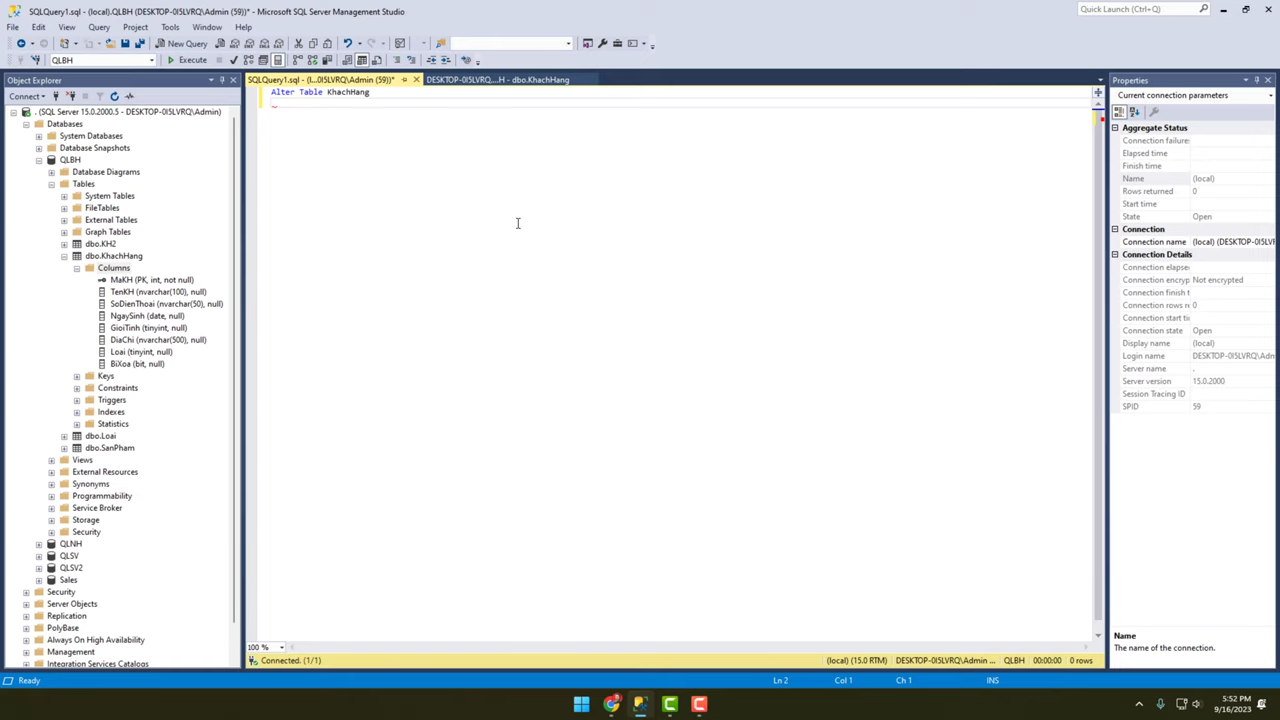 SQLQuery1.sql - (local).QLBH (DESKTOP-0I5LVRQ\Admin (59))* - Microsoft SQL Server Management Studio
Quick Launch (Ctrl+Q)
File Edit View Query Project Tools Window Help
New Query
QLBH
Execute
Object Explorer
SQLQuery1.sql - (l...0I5LVRQ\Admin (59))*
DESKTOP-0I5LVRQ....H - dbo.KhachHang
Properties
Connect
Alter Table KhachHang
Current connection parameters
. (SQL Server 15.0.2000.5 - DESKTOP-0I5LVRQ\Admin)
Databases
System Databases
Database Snapshots
QLBH
Database Diagrams
Tables
System Tables
FileTables
External Tables
Graph Tables
dbo.KH2
dbo.KhachHang
Columns
MaKH (PK, int, not null)
TenKH (nvarchar(100), null)
SoDienThoai (nvarchar(50), null)
NgaySinh (date, null)
GioiTinh (tinyint, null)
DiaChi (nvarchar(500), null)
Loai (tinyint, null)
BiXoa (bit, null)
Keys
Constraints
Triggers
Indexes
Statistics
dbo.Loai
dbo.SanPham
Views
External Resources
Synonyms
Programmability
Service Broker
Storage
Security
QLNH
QLSV
QLSV2
Sales
Security
Server Objects
Replication
PolyBase
Always On High Availability
Management
Integration Services Catalogs
Aggregate Status
Connection failure
Elapsed time
Finish time
Name (local)
Rows returned 0
Start time
State Open
Connection
Connection name (local) (DESKTOP-0I5LVR
Connection Details
Connection elapse
Connection encryp Not encrypted
Connection finish t
Connection rows re 0
Connection start ti
Connection state Open
Display name (local)
Login name DESKTOP-0I5LVRQ\Adn
Server name .
Server version 15.0.2000
Session Tracing ID
SPID 59
Name
The name of the connection.
100 %
Connected. (1/1)
(local) (15.0 RTM) DESKTOP-0I5LVRQ\Admin ... QLBH 00:00:00 0 rows
Ready
Ln 2 Col 1 Ch 1 INS
5:52 PM
9/16/2023